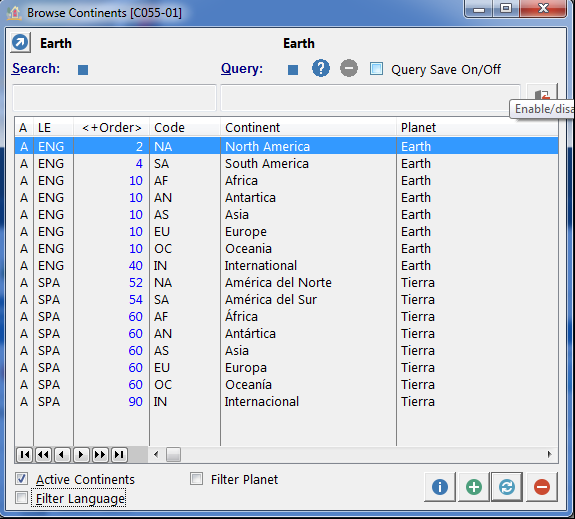 Browse Continents [C055-01]
Earth Earth
Search: Query: ? Query Save On/Off
Enable/disa
A LE <+Order> Code Continent Planet
A ENG 2 NA North America Earth
A ENG 4 SA South America Earth
A ENG 10 AF Africa Earth
A ENG 10 AN Antartica Earth
A ENG 10 AS Asia Earth
A ENG 10 EU Europe Earth
A ENG 10 OC Oceania Earth
A ENG 40 IN International Earth
A SPA 52 NA América del Norte Tierra
A SPA 54 SA América del Sur Tierra
A SPA 60 AF África Tierra
A SPA 60 AN Antártica Tierra
A SPA 60 AS Asia Tierra
A SPA 60 EU Europa Tierra
A SPA 60 OC Oceanía Tierra
A SPA 90 IN Internacional Tierra
Active Continents Filter Planet
Filter Language